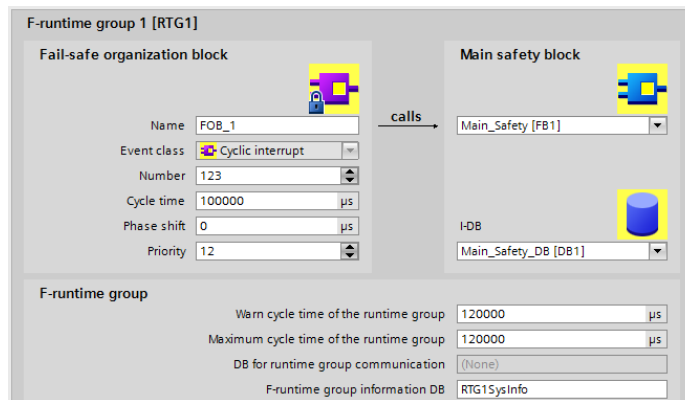 F-runtime group 1 [RTG1]
Fail-safe organization block
Main safety block
Name FOB_1
calls
Main_Safety [FB1]
Event class Cyclic interrupt
Number 123
Cycle time 100000 µs
Phase shift 0 µs
I-DB
Priority 12
Main_Safety_DB [DB1]
F-runtime group
Warn cycle time of the runtime group 120000 µs
Maximum cycle time of the runtime group 120000 µs
DB for runtime group communication (None)
F-runtime group information DB RTG1SysInfo